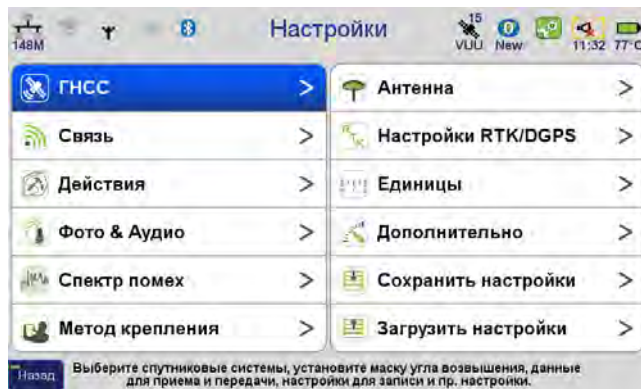 148M
Настройки
15
VUU
New
11:32
77°C
ГНСС
Антенна
Связь
Настройки RTK/DGPS
Действия
Единицы
Фото & Аудио
Дополнительно
Спектр помех
Сохранить настройки
Метод крепления
Загрузить настройки
Назад
Выберите спутниковые системы, установите маску угла возвышения, данные
для приема и передачи, настройки для записи и пр. настройки.